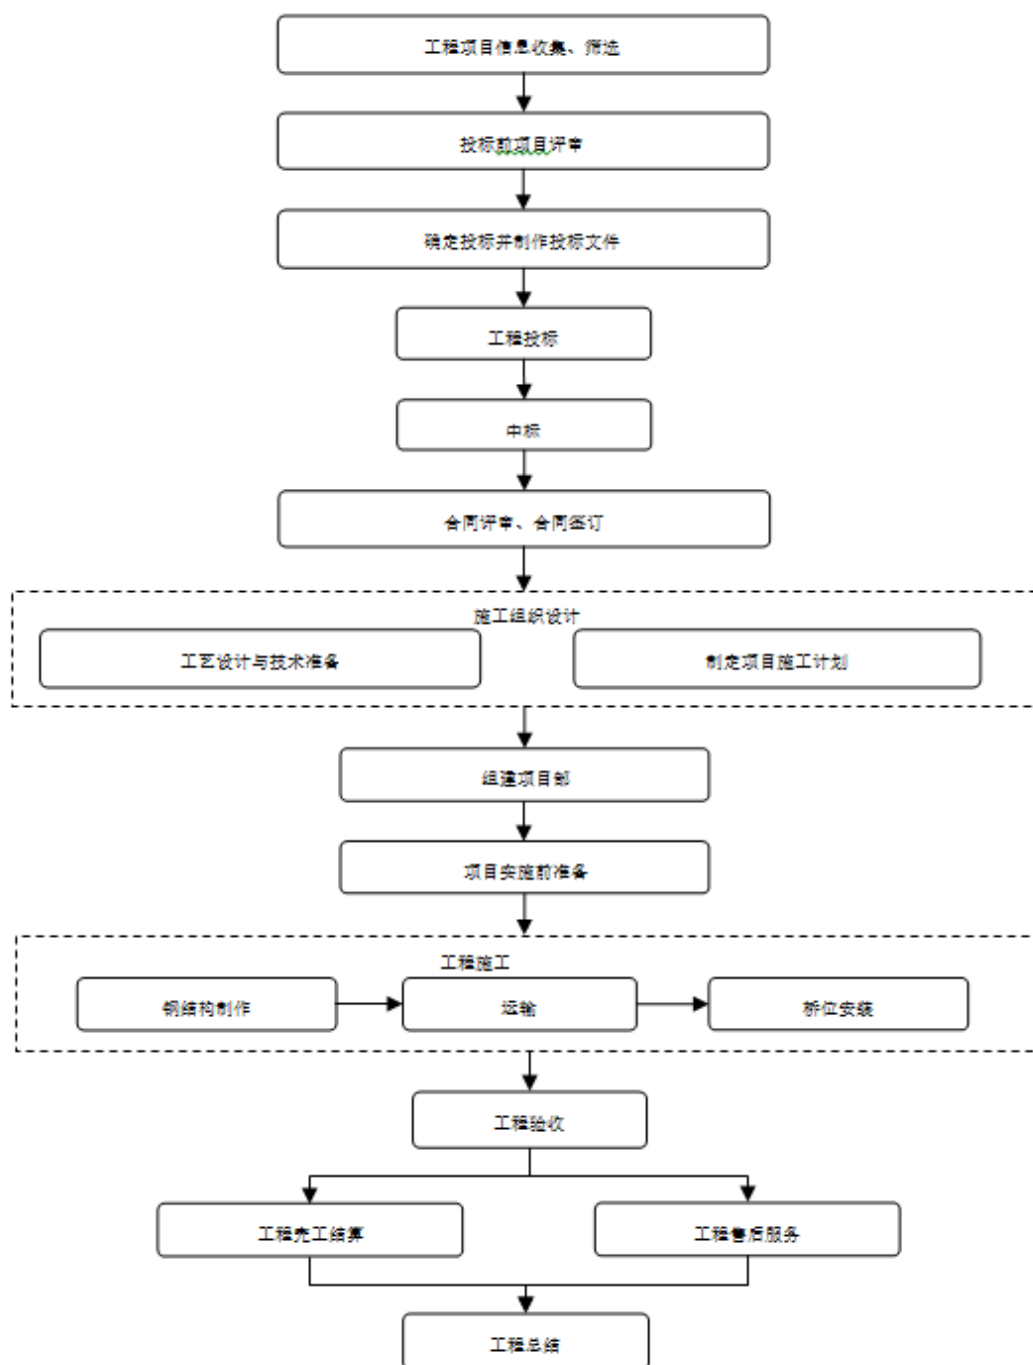 工程项目信息收集、筛选
投标前项目评审
确定投标并制作投标文件
工程投标
中标
合同评审、合同签订
施工组织设计
工艺设计与技术准备
制定项目施工计划
组建项目部
项目实施前准备
工程施工
钢结构制作
运输
桥位安装
工程验收
工程完工结算
工程售后服务
工程总结